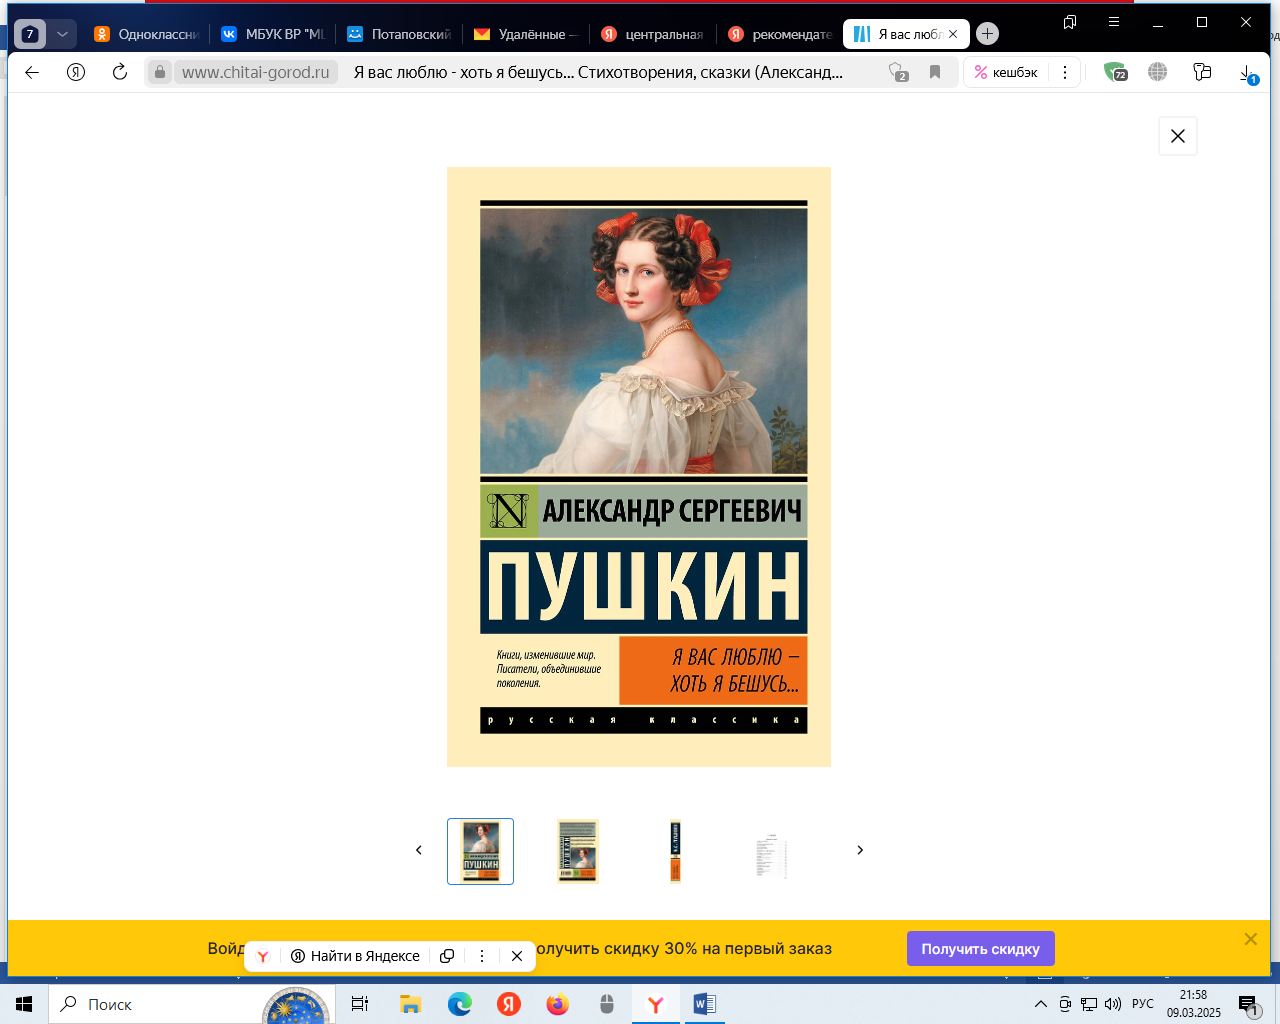 7
Одноклассни
МБУК ВР "МЦ
Потаповский
Удалённые —
центральная
рекомендате
Я вас любл
www.chitai-gorod.ru
Я вас люблю - хоть я бешусь... Стихотворения, сказки (Александ...
2
кешбэк
72
1
АЛЕКСАНДР СЕРГЕЕВИЧ
ПУШКИН
Книги, изменившие мир.
Писатели, объединившие
поколения.
Я ВАС ЛЮБЛЮ –
ХОТЬ Я БЕШУСЬ...
русская классика
Войд
олучить скидку 30% на первый заказ
Получить скидку
Найти в Яндексе
Поиск
РУС
21:58
09.03.2025
1